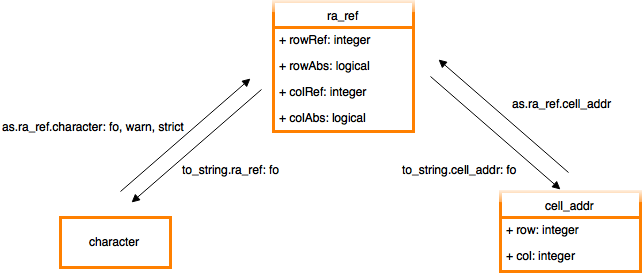 ra_ref
+ rowRef: integer
+ rowAbs: logical
+ colRef: integer
+ colAbs: logical
as.ra_ref.cell_addr
as.ra_ref.character: fo, warn, strict
to_string.ra_ref: fo
to_string.cell_addr: fo
cell_addr
+ row: integer
+ col: integer
character